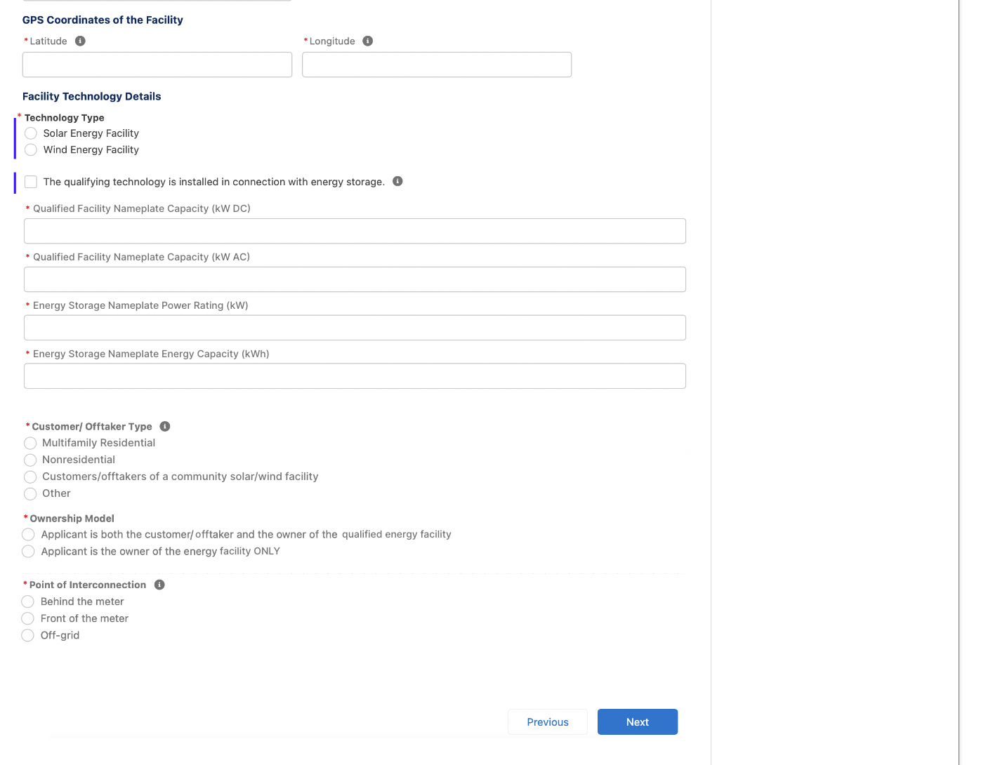 GPS Coordinates of the Facility
* Latitude
* Longitude
Facility Technology Details
* Technology Type
Solar Energy Facility
Wind Energy Facility
The qualifying technology is installed in connection with energy storage.
* Qualified Facility Nameplate Capacity (kW DC)
* Qualified Facility Nameplate Capacity (kW AC)
* Energy Storage Nameplate Power Rating (kW)
* Energy Storage Nameplate Energy Capacity (kWh)
* Customer/ Offtaker Type
Multifamily Residential
Nonresidential
Customers/offtakers of a community solar/wind facility
Other
* Ownership Model
Applicant is both the customer/ offtaker and the owner of the qualified energy facility
Applicant is the owner of the energy facility ONLY
* Point of Interconnection
Behind the meter
Front of the meter
Off-grid
Previous
Next